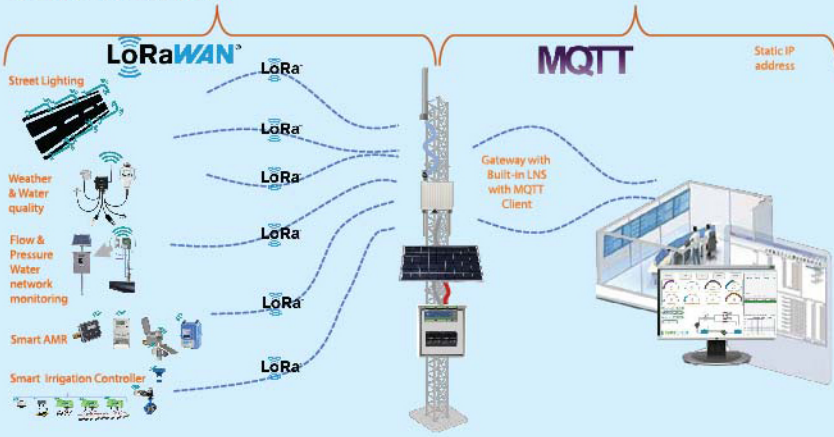 LoRaWAN
MQTT
Static IP
address
Street Lighting
LoRa
LoRa
LoRa
Weather
& Water
quality
Gateway with
Built-in LNS
with MQTT
Client
Flow &
Pressure
Water
network
monitoring
LoRa
LoRa
Smart AMR
LoRa
Smart Irrigation Controller